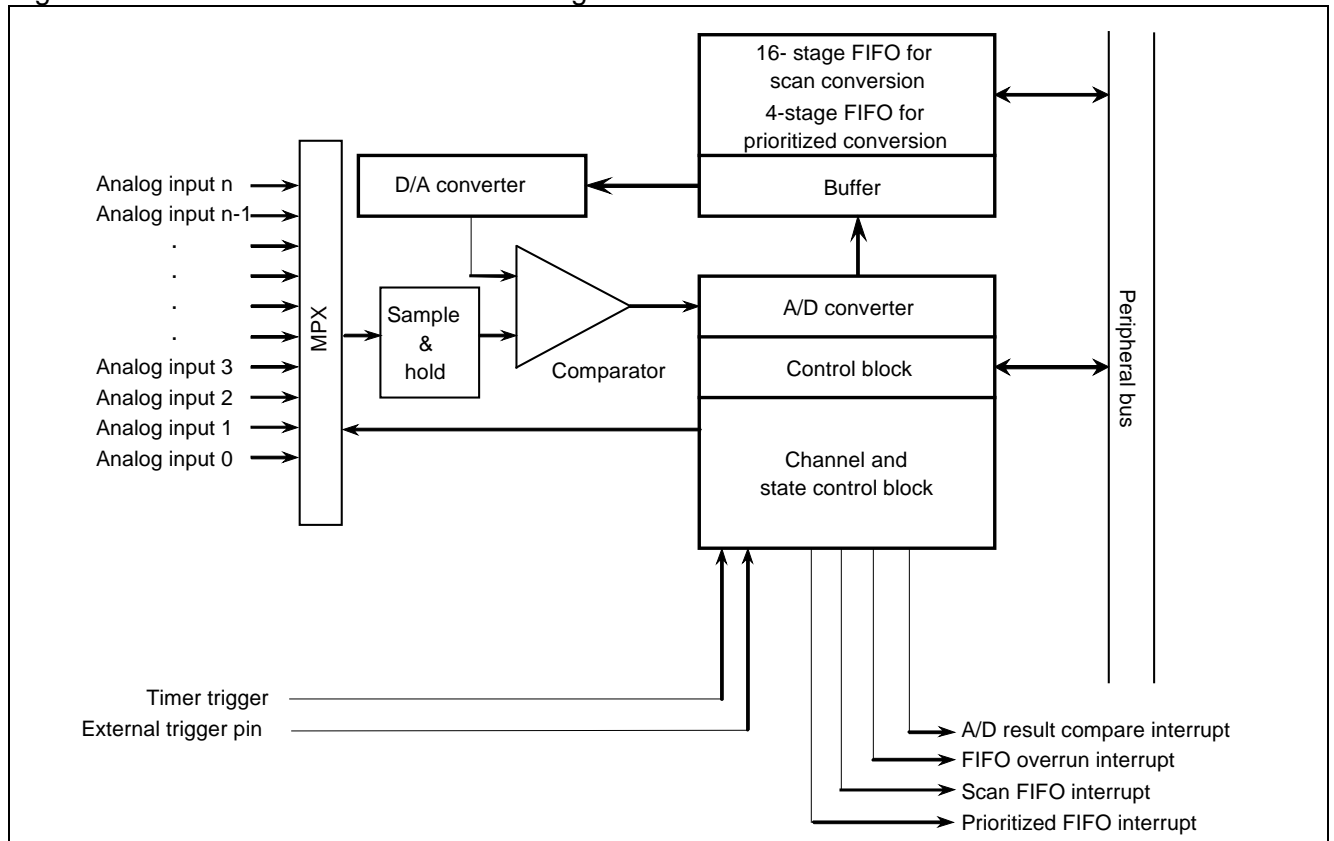 16- stage FIFO for
scan conversion
4-stage FIFO for
prioritized conversion
Buffer
D/A converter
Analog input n
Analog input n-1
.
.
.
.
Analog input 3
Analog input 2
Analog input 1
Analog input 0
MPX
Sample
&
hold
Comparator
A/D converter
Control block
Channel and
state control block
Peripheral bus
Timer trigger
External trigger pin
A/D result compare interrupt
FIFO overrun interrupt
Scan FIFO interrupt
Prioritized FIFO interrupt